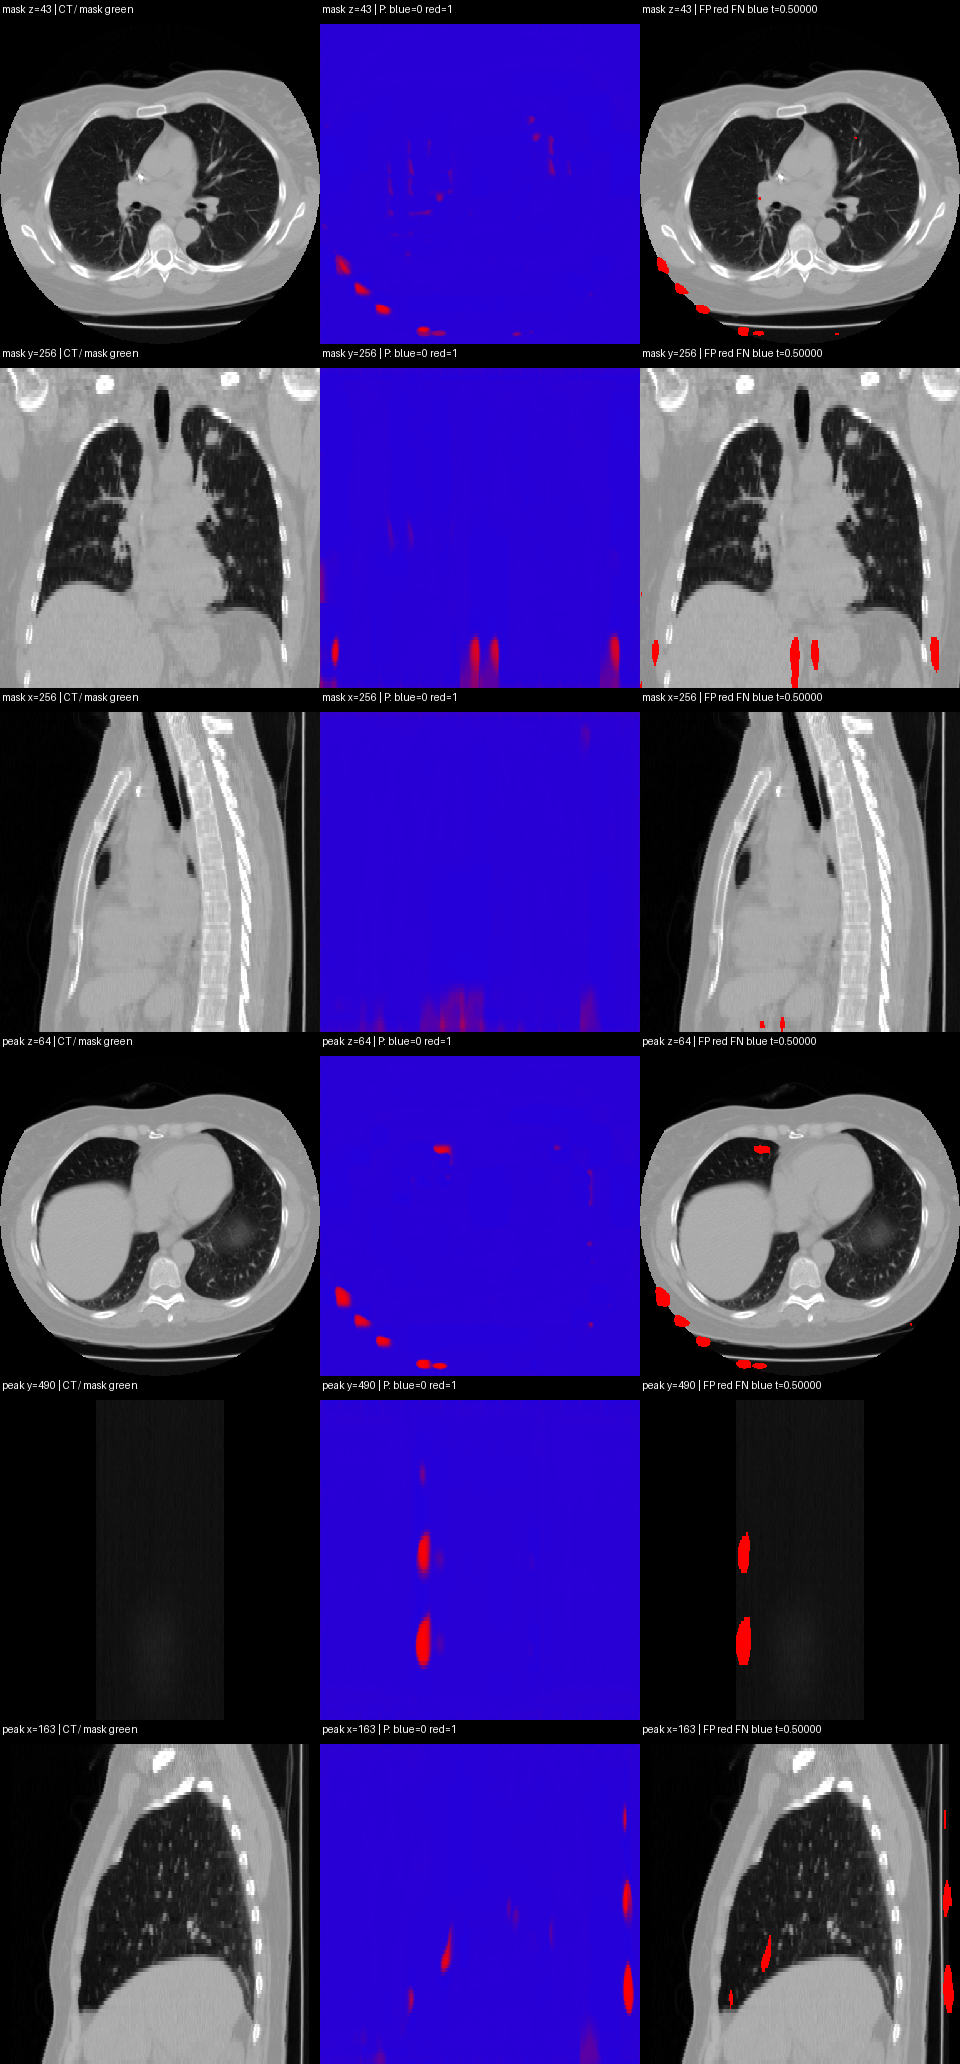 mask z=43 | CT / mask green
mask z=43 | P: blue=0 red=1
mask z=43 | FP red FN blue t=0.50000
mask y=256 | CT / mask green
mask y=256 | P: blue=0 red=1
mask y=256 | FP red FN blue t=0.50000
mask x=256 | CT / mask green
mask x=256 | P: blue=0 red=1
mask x=256 | FP red FN blue t=0.50000
peak z=64 | CT / mask green
peak z=64 | P: blue=0 red=1
peak z=64 | FP red FN blue t=0.50000
peak y=490 | CT / mask green
peak y=490 | P: blue=0 red=1
peak y=490 | FP red FN blue t=0.50000
peak x=163 | CT / mask green
peak x=163 | P: blue=0 red=1
peak x=163 | FP red FN blue t=0.50000